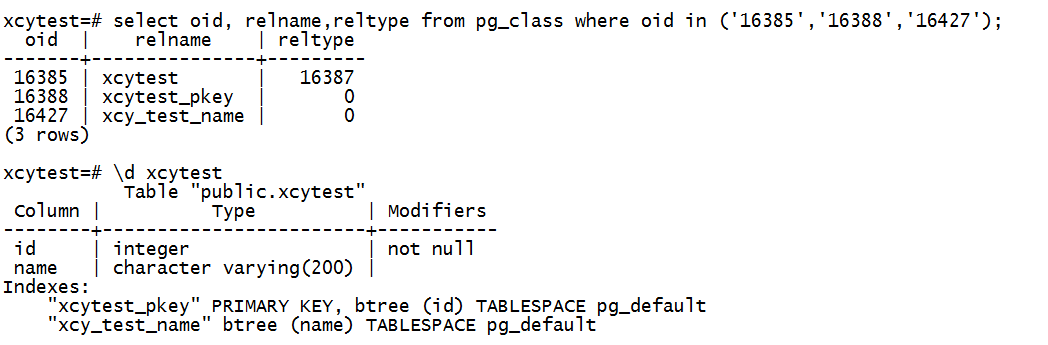 xcytest=# select oid, relname,reltype from pg_class where oid in ('16385','16388','16427');
  oid  |    relname    | reltype
-------+---------------+---------
 16385 | xcytest       |   16387
 16388 | xcytest_pkey  |       0
 16427 | xcy_test_name |       0
(3 rows)

xcytest=# \d xcytest
           Table "public.xcytest"
 Column |          Type          | Modifiers
--------+------------------------+-----------
 id     | integer                | not null
 name   | character varying(200) |
Indexes:
    "xcytest_pkey" PRIMARY KEY, btree (id) TABLESPACE pg_default
    "xcy_test_name" btree (name) TABLESPACE pg_default